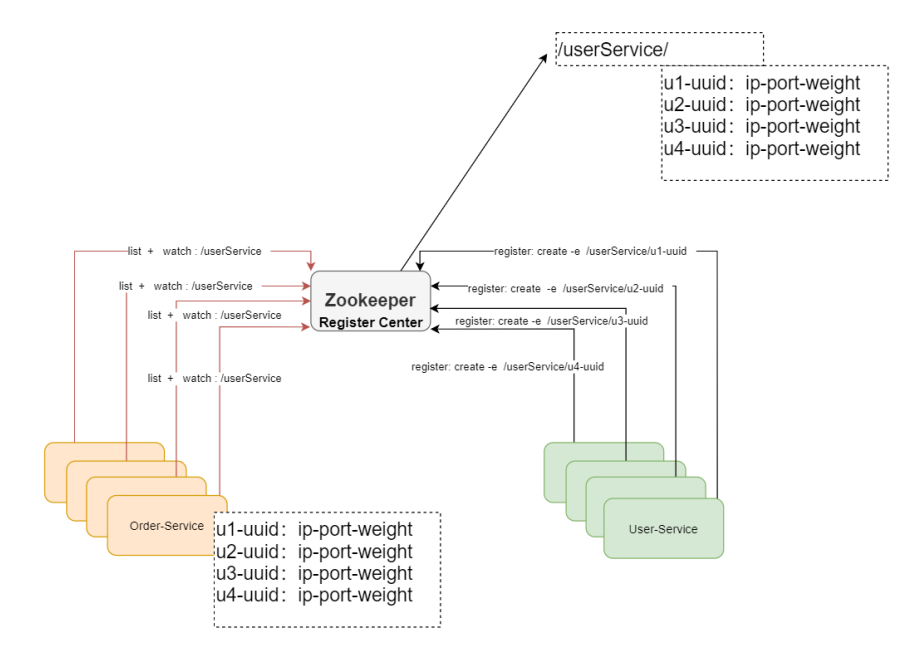 /userService/
u1-uuid：ip-port-weight
u2-uuid：ip-port-weight
u3-uuid：ip-port-weight
u4-uuid：ip-port-weight
list + watch : /userService
register: create -e /userService/u1-uuid
list + watch : /userService
register: create -e /userService/u2-uuid
Zookeeper
Register Center
list + watch : /userService
register: create -e /userService/u3-uuid
register: create -e /userService/u4-uuid
list + watch : /userService
Order-Service
User-Service
u1-uuid：ip-port-weight
u2-uuid：ip-port-weight
u3-uuid：ip-port-weight
u4-uuid：ip-port-weight